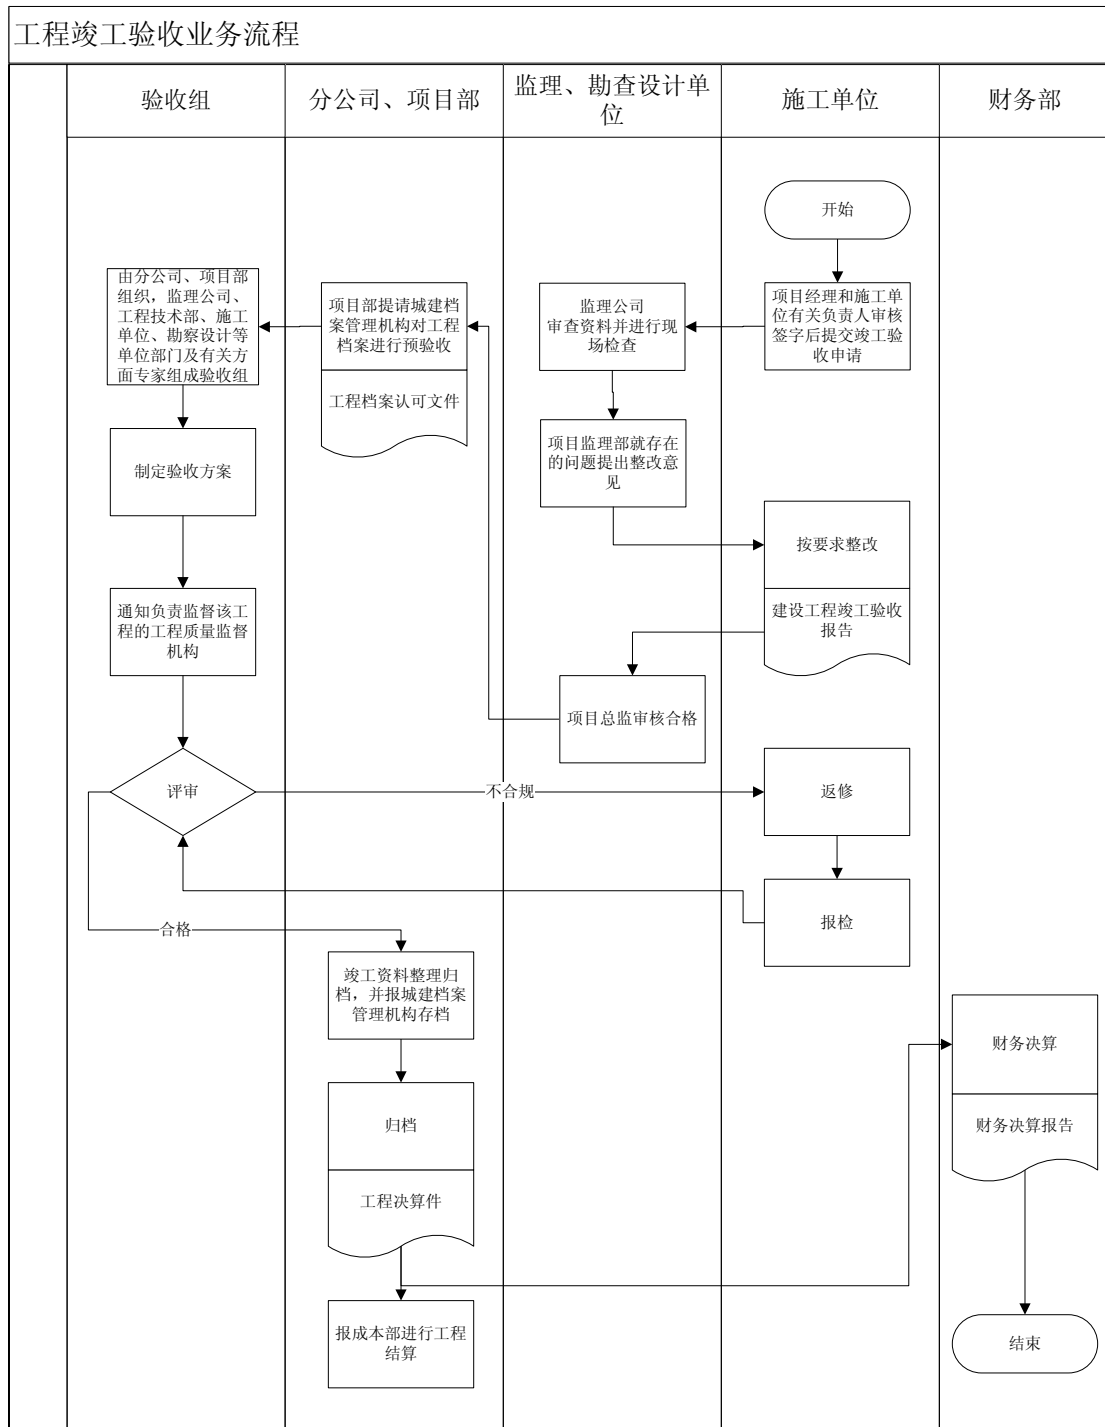 工程竣工验收业务流程
验收组
分公司、项目部
监理、勘查设计单
位
施工单位
财务部
开始
由分公司、项目部
组织，监理公司、
工程技术部、施工
单位、勘察设计等
单位部门及有关方
面专家组成验收组
项目部提请城建档
案管理机构对工程
档案进行预验收
工程档案认可文件
监理公司
审查资料并进行现
场检查
项目经理和施工单
位有关负责人审核
签字后提交竣工验
收申请
制定验收方案
项目监理部就存在
的问题提出整改意
见
按要求整改
建设工程竣工验收
报告
通知负责监督该工
程的工程质量监督
机构
项目总监审核合格
评审
不合规
返修
报检
合格
竣工资料整理归
档，并报城建档案
管理机构存档
财务决算
财务决算报告
归档
工程决算件
报成本部进行工程
结算
结束